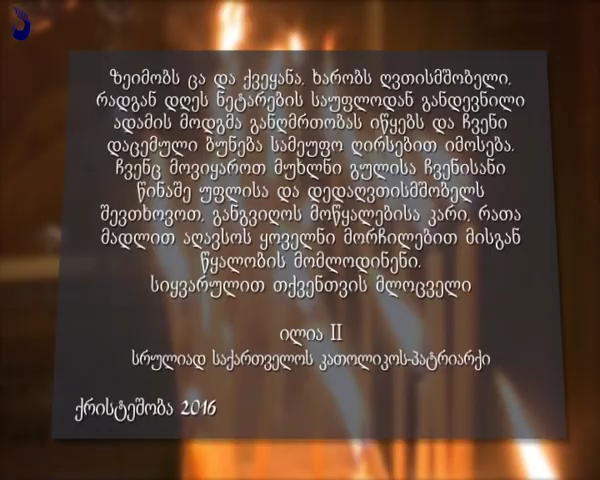 ზეიმობს ცა და ქვეყანა, ხარობს ღვთისმშობელი,
რადგან დღეს ნეტარების საუფლოდან განდევნილი
ადამის მოდგმა განღმრთობას იწყებს და ჩვენი
დაცემული ბუნება სამეუფო ღირსებით იმოსება.
ჩვენც მოვიყაროთ მუხლნი გულისა ჩვენისანი
წინაშე უფლისა და დედაღვთისმშობელს
შევთხოვოთ, განგვიღოს მოწყალებისა კარი, რათა
მადლით აღავსოს ყოველნი მორჩილებით მისგან
წყალობის მომლოდინენი.
სიყვარულით თქვენთვის მლოცველი
ილია II
სრულიად საქართველოს კათოლიკოს-პატრიარქი
ქრისტეშობა 2016